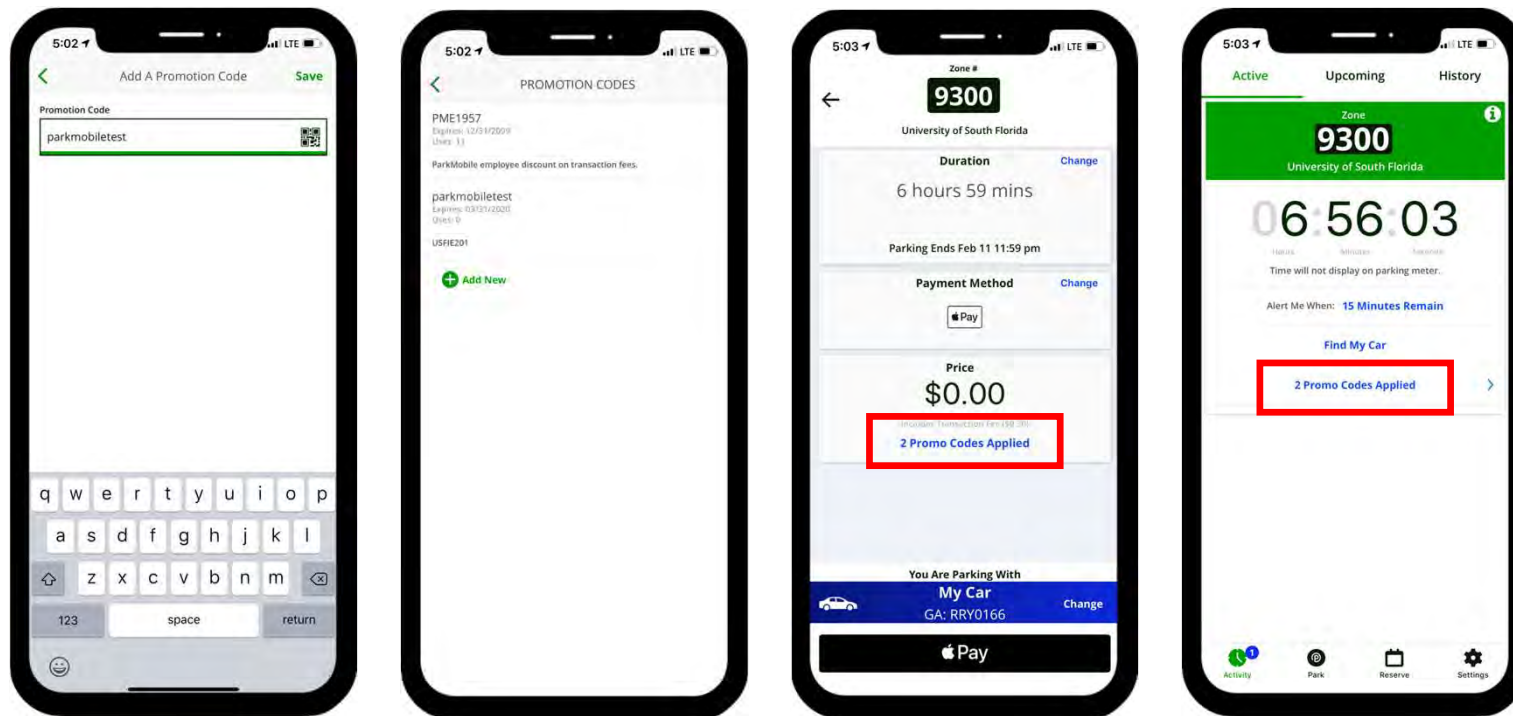 5:02 LTE
Add A Promotion Code Save
Promotion Code
parkmobiletest
q w e r t y u i o p
a s d f g h j k l
z x c v b n m
123 space return
5:02 LTE
PROMOTION CODES
PME1957
Uses: 11
ParkMobile employee discount on transaction fees.
parkmobiletest
Expires: 03/31/2020
Uses: 0
USFIE201
Add New
5:03 LTE
Zone #
9300
University of South Florida
Duration Change
6 hours 59 mins
Parking Ends Feb 11 11:59 pm
Payment Method Change
Pay
Price
$0.00
Includes Transaction Fee
2 Promo Codes Applied
You Are Parking With
My Car
GA: RRY0166
Change
Pay
5:03 LTE
Active Upcoming History
Zone
9300
University of South Florida
06:56:03
Hours Minutes Seconds
Time will not display on parking meter.
Alert Me When: 15 Minutes Remain
Find My Car
2 Promo Codes Applied
1
Activity Park Reserve Settings